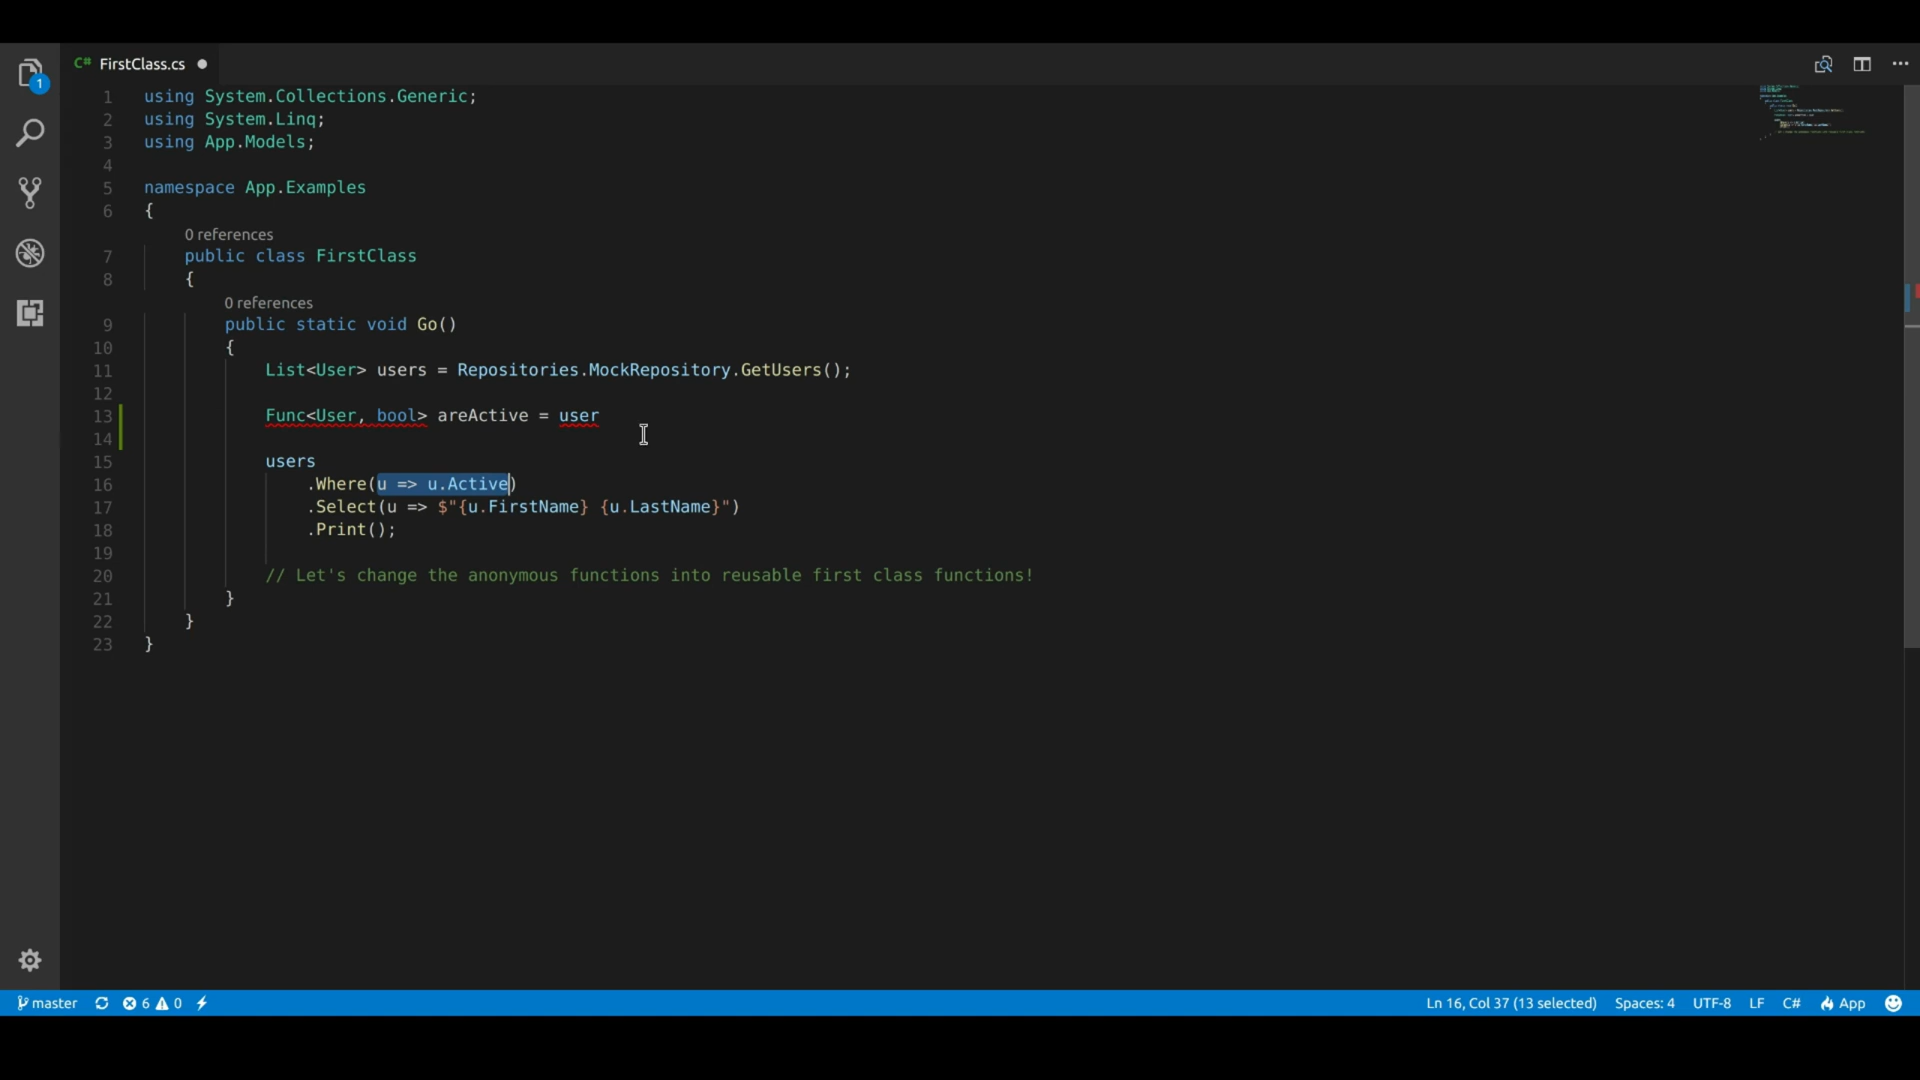 C# FirstClass.cs
1
1 using System.Collections.Generic;
2 using System.Linq;
3 using App.Models;
4
5 namespace App.Examples
6 {
0 references
7 public class FirstClass
8 {
0 references
9 public static void Go()
10 {
11 List<User> users = Repositories.MockRepository.GetUsers();
12
13 Func<User, bool> areActive = user
14
15 users
16 .Where(u => u.Active)
17 .Select(u => $"{u.FirstName} {u.LastName}")
18 .Print();
19
20 // Let's change the anonymous functions into reusable first class functions!
21 }
22 }
23 }
master 6 0 Ln 16, Col 37 (13 selected) Spaces: 4 UTF-8 LF C# App